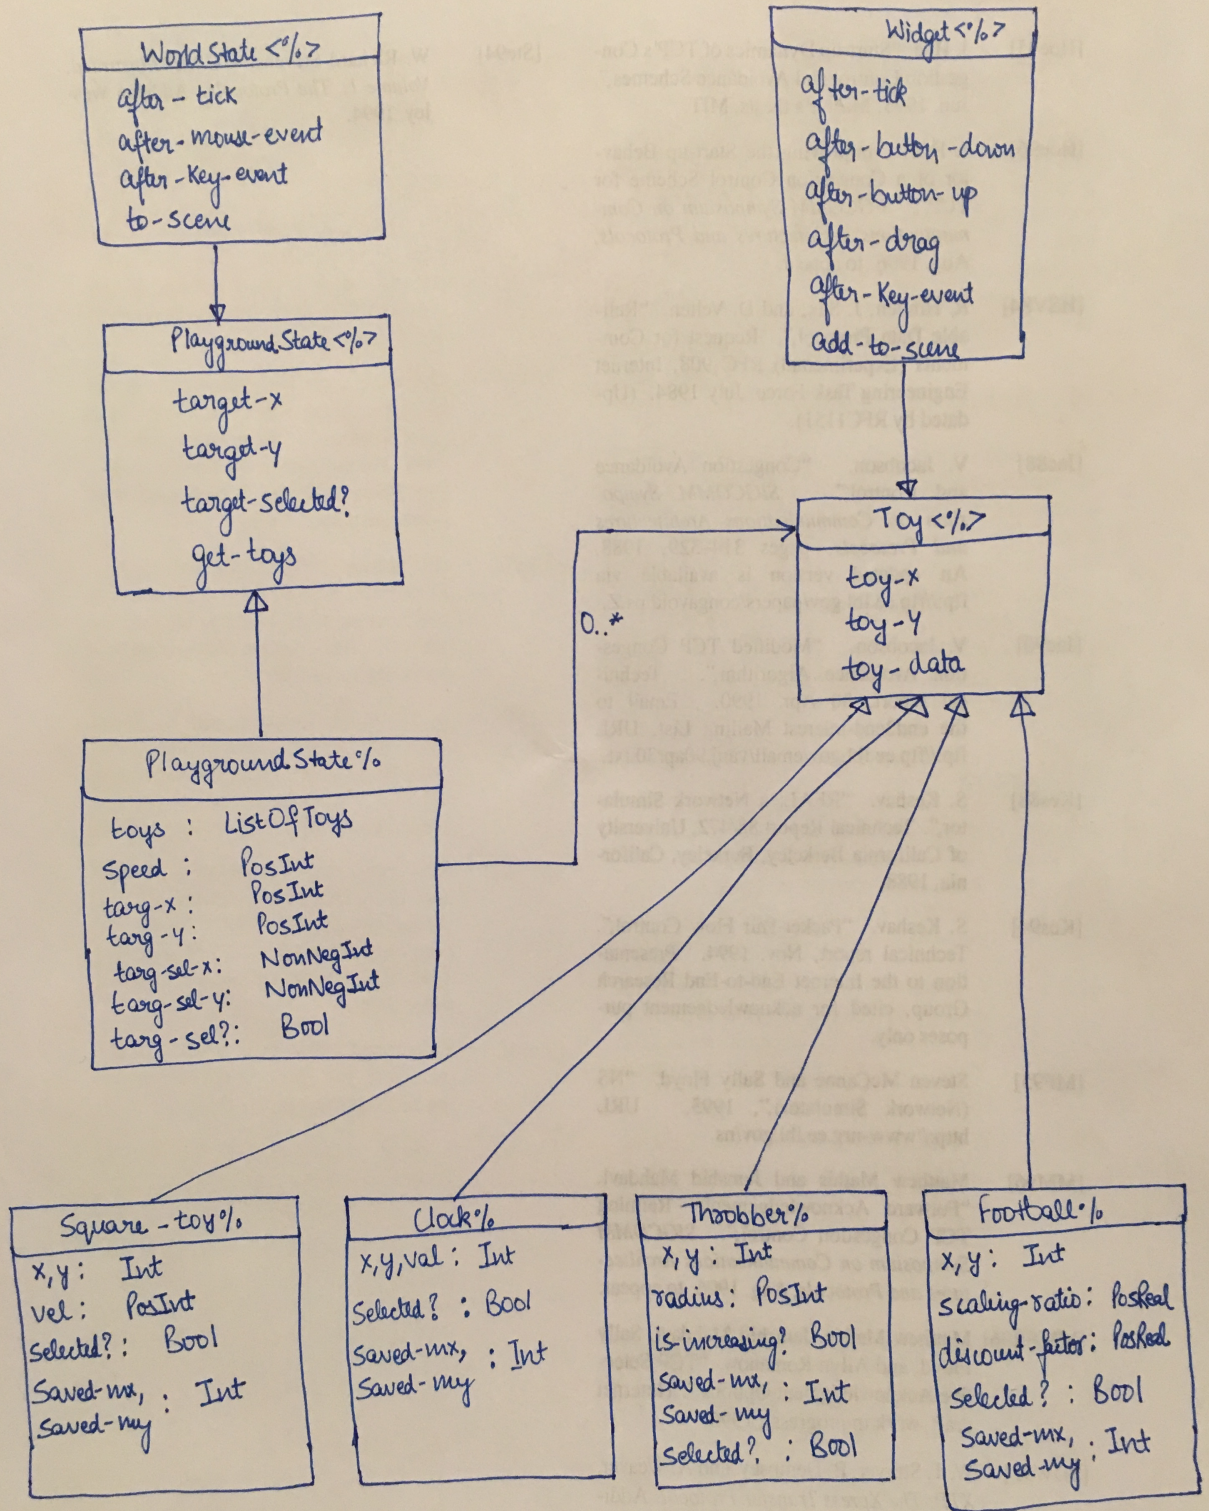 WorldState<%>
after-tick
after-mouse-event
after-key-event
to-scene
Widget<%>
after-tick
after-button-down
after-button-up
after-drag
after-key-event
add-to-scene
PlaygroundState<%>
target-x
target-y
target-selected?
get-toys
Toy<%>
toy-x
toy-y
toy-data
0..*
PlaygroundState%
toys : ListOfToys
speed : PosInt
targ-x : PosInt
targ-y : PosInt
targ-sel-x: NonNegInt
targ-sel-y: NonNegInt
targ-sel?: Bool
Square-toy%
x,y: Int
vel: PosInt
selected?: Bool
Saved-mx, : Int
Saved-my
Clock%
x,y,val: Int
Selected? : Bool
Saved-mx, : Int
Saved-my
Throbber%
x,y: Int
radius: PosInt
is-increasing? Bool
Saved-mx, : Int
Saved-my
Selected? : Bool
Football%
x,y: Int
scaling-ratio: PosReal
discount-factor: PosReal
selected? : Bool
Saved-mx, : Int
Saved-my